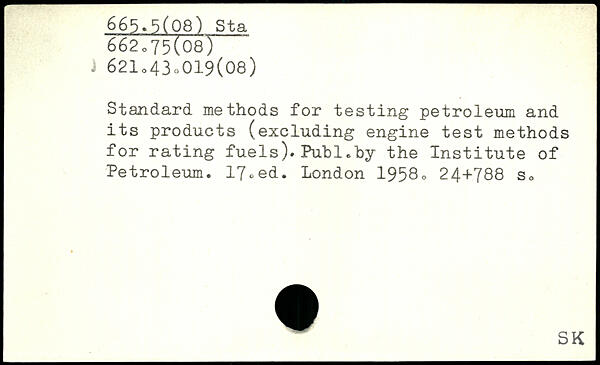 665.5(08) Sta
662.75(08)
621.43.019(08)
Standard methods for testing petroleum and
its products (excluding engine test methods
for rating fuels). Publ.by the Institute of
Petroleum. 17.ed. London 1958. 24+788 s.
SK